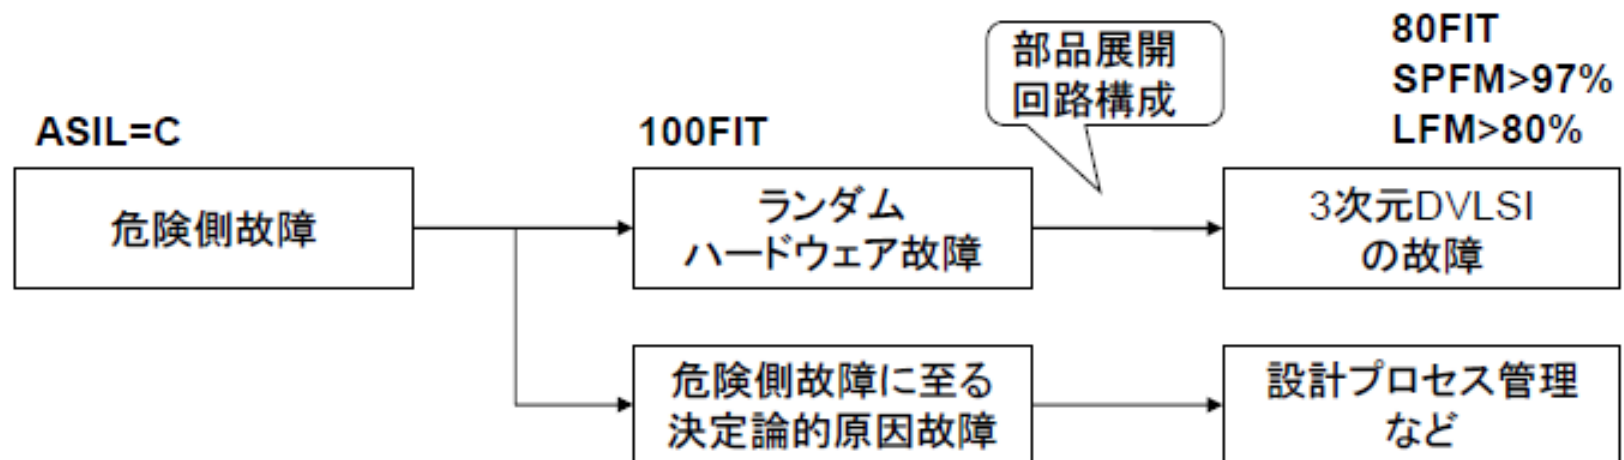 部品展開
回路構成
80FIT
SPFM>97%
LFM>80%
ASIL=C
100FIT
危険側故障
ランダム
ハードウェア故障
3次元DVLSI
の故障
危険側故障に至る
決定論的原因故障
設計プロセス管理
など